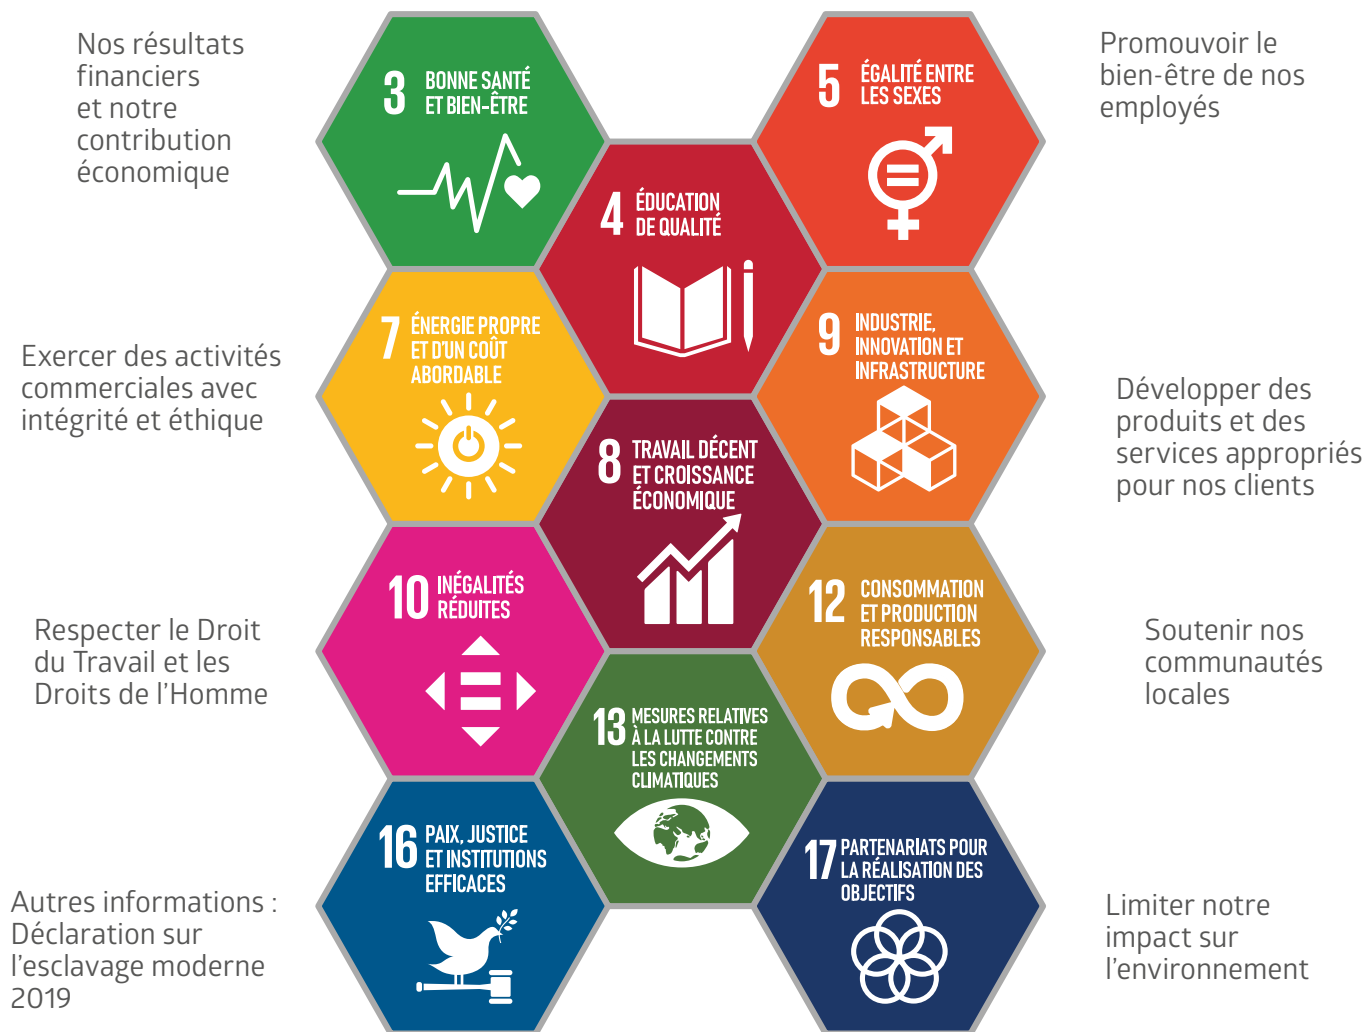 Nos résultats
financiers
et notre
contribution
économique
3 BONNE SANTÉ
ET BIEN-ÊTRE
5 ÉGALITÉ ENTRE
LES SEXES
Promouvoir le
bien-être de nos
employés
4 ÉDUCATION
DE QUALITÉ
Exercer des activités
commerciales avec
intégrité et éthique
7 ÉNERGIE PROPRE
ET D'UN COÛT
ABORDABLE
9 INDUSTRIE,
INNOVATION ET
INFRASTRUCTURE
Développer des
produits et des
services appropriés
pour nos clients
8 TRAVAIL DÉCENT
ET CROISSANCE
ÉCONOMIQUE
Respecter le Droit
du Travail et les
Droits de l'Homme
10 INÉGALITÉS
RÉDUITES
12 CONSOMMATION
ET PRODUCTION
RESPONSABLES
Soutenir nos
communautés
locales
13 MESURES RELATIVES
À LA LUTTE CONTRE
LES CHANGEMENTS
CLIMATIQUES
Autres informations :
Déclaration sur
l'esclavage moderne
2019
16 PAIX, JUSTICE
ET INSTITUTIONS
EFFICACES
17 PARTENARIATS POUR
LA RÉALISATION DES
OBJECTIFS
Limiter notre
impact sur
l'environnement